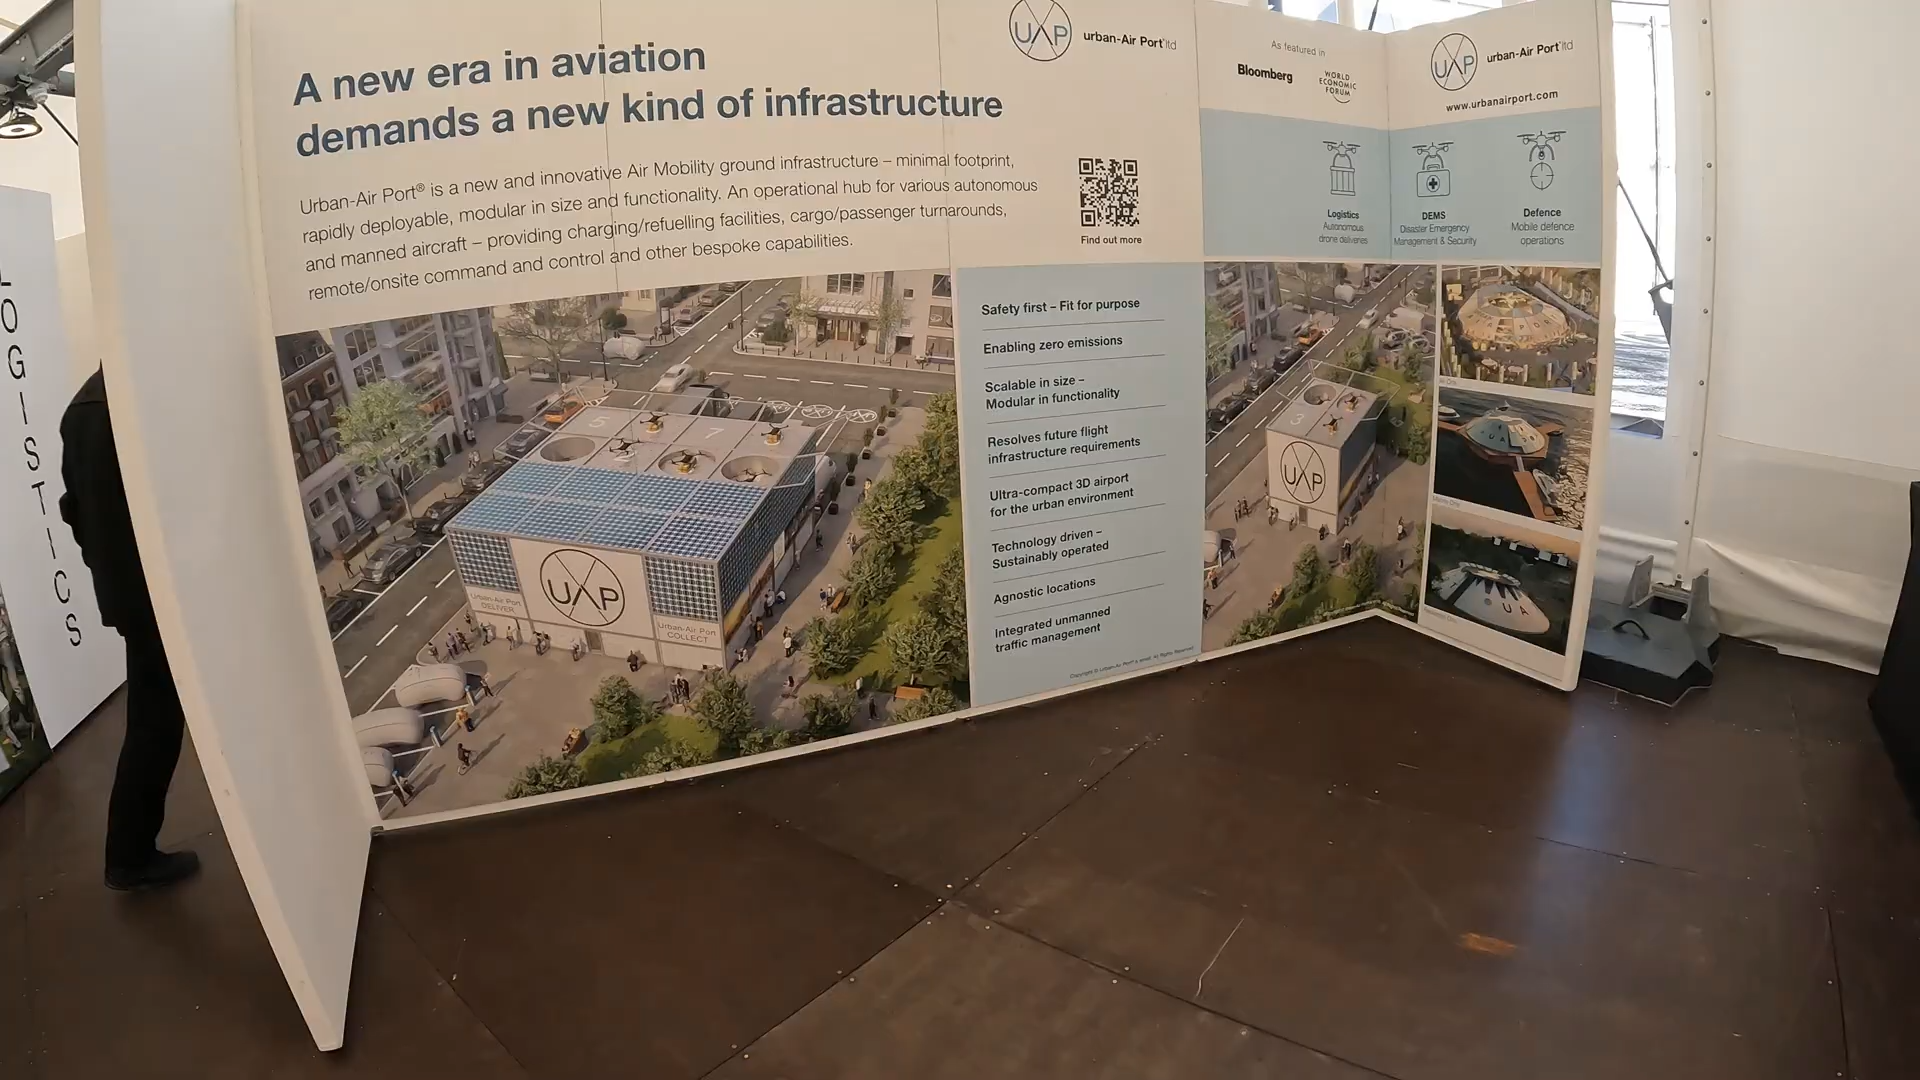 LOGISTICS
A new era in aviation
demands a new kind of infrastructure
Urban-Air Port® is a new and innovative Air Mobility ground infrastructure – minimal footprint,
rapidly deployable, modular in size and functionality. An operational hub for various autonomous
and manned aircraft – providing charging/refuelling facilities, cargo/passenger turnarounds,
remote/onsite command and control and other bespoke capabilities.
UAP
urban-Air Port® ltd
Find out more
5
7
Urban-Air Port
DELIVER
UAP
Urban-Air Port
COLLECT
Safety first – Fit for purpose
Enabling zero emissions
Scalable in size –
Modular in functionality
Resolves future flight
infrastructure requirements
Ultra-compact 3D airport
for the urban environment
Technology driven –
Sustainably operated
Agnostic locations
Integrated unmanned
traffic management
As featured in
Bloomberg
WORLD
ECONOMIC
FORUM
UAP
urban-Air Port® ltd
www.urbanairport.com
Logistics
Autonomous
drone deliveries
DEMS
Disaster Emergency
Management & Security
Defence
Mobile defence
operations
3
UAP
UA